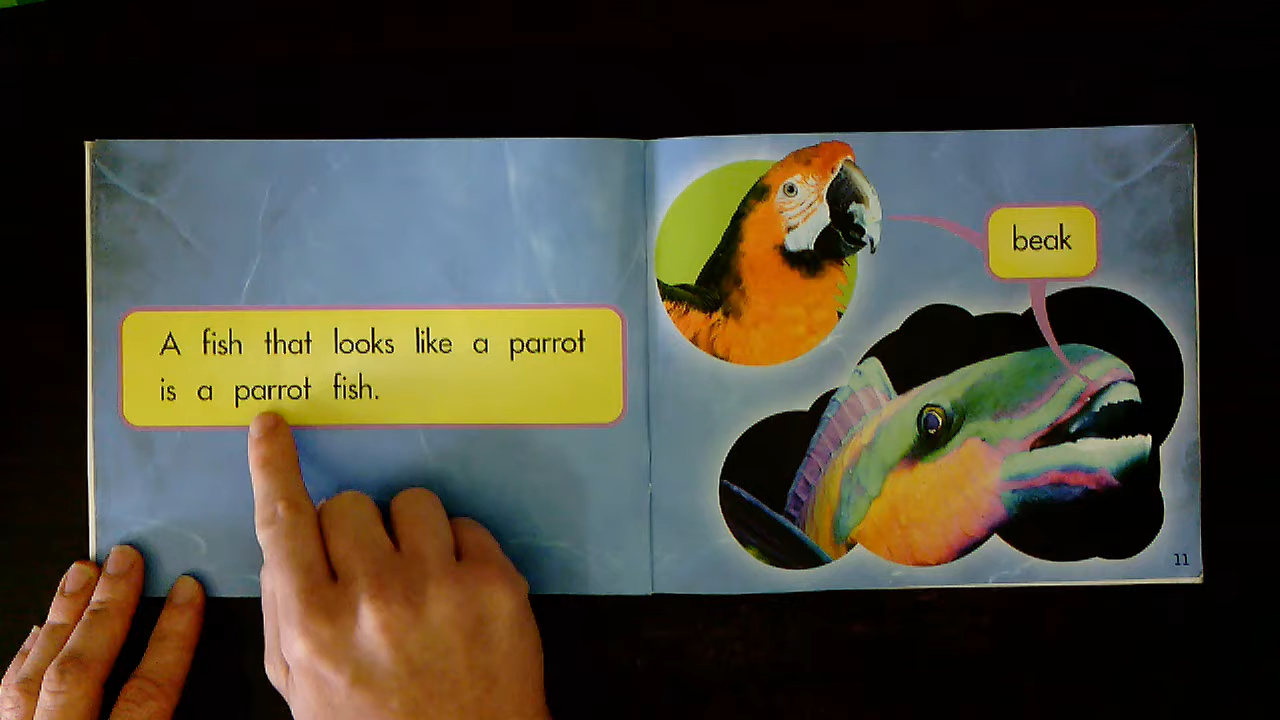 A fish that looks like a parrot
is a parrot fish.
beak
11